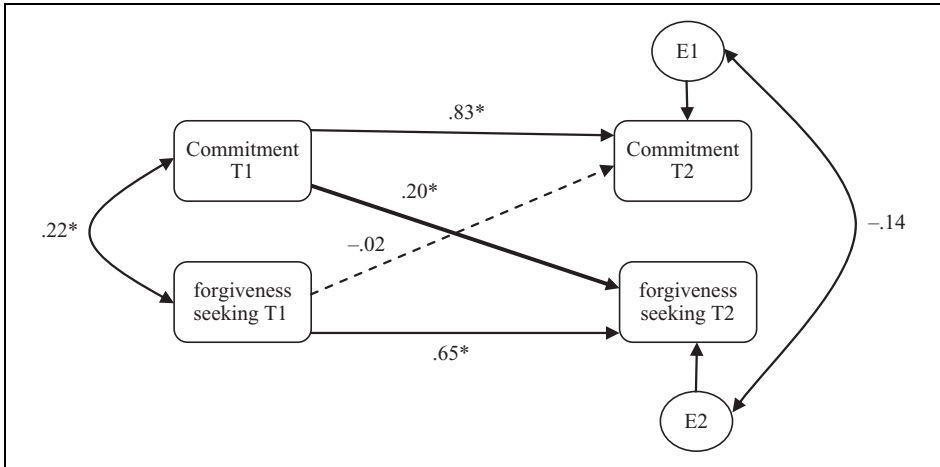 E1
.83*
Commitment
T1
Commitment
T2
.20*
.22*
–.02
–.14
forgiveness
seeking T1
forgiveness
seeking T2
.65*
E2